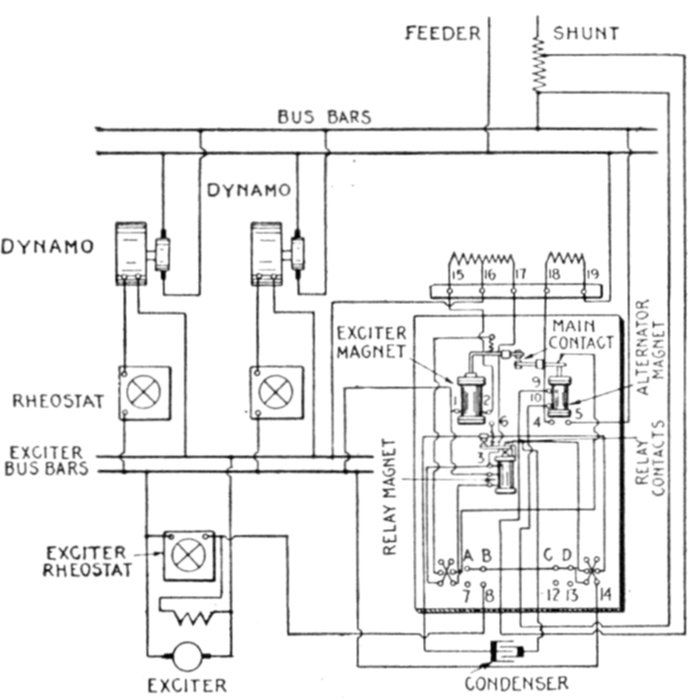 FEEDER
SHUNT
BUS BARS
DYNAMO
DYNAMO
15 16 17 18 19
EXCITER
MAGNET
MAIN
CONTACT
ALTERNATOR
MAGNET
RHEOSTAT
1 2
9
10
4 5
6
3
EXCITER
BUS BARS
RELAY MAGNET
RELAY
CONTACTS
EXCITER
RHEOSTAT
A B C D
7 8 12 13 14
EXCITER
CONDENSER